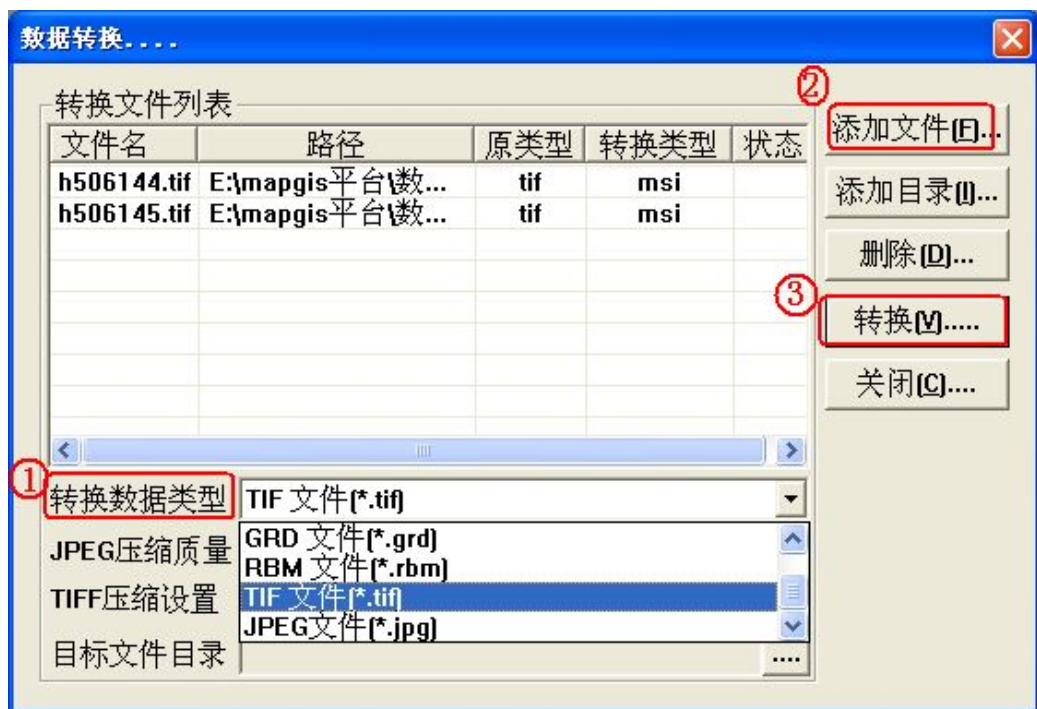 数据转换....
②
转换文件列表
添加文件(F)...
文件名 路径 原类型 转换类型 状态
h506144.tif E:\mapgis平台\数... tif msi
添加目录(I)...
h506145.tif E:\mapgis平台\数... tif msi
删除(D)...
③
转换(V).....
关闭(C)....
①
转换数据类型 TIF 文件(*.tif)
JPEG压缩质量 GRD 文件(*.grd)
RBM 文件(*.rbm)
TIFF压缩设置 TIF 文件(*.tif)
JPEG文件(*.jpg)
目标文件目录 ....